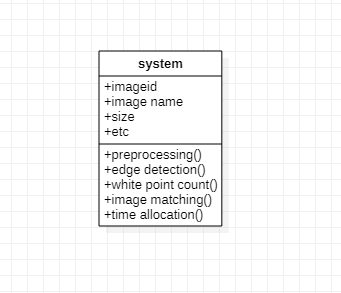 system
+imageid
+image name
+size
+etc
+preprocessing()
+edge detection()
+white point count()
+image matching()
+time allocation()